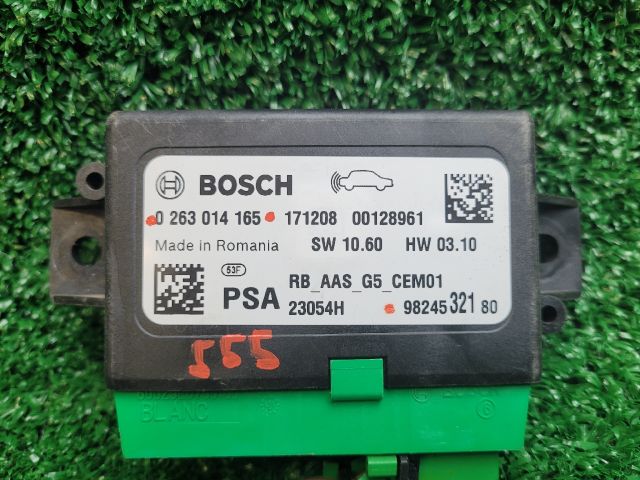 BOSCH
0 263 014 165 171208 00128961
Made in Romania SW 10.60 HW 03.10
53F
PSA
RB_AAS_G5_CEM01
23054H 98245 321 80
555
BLANC